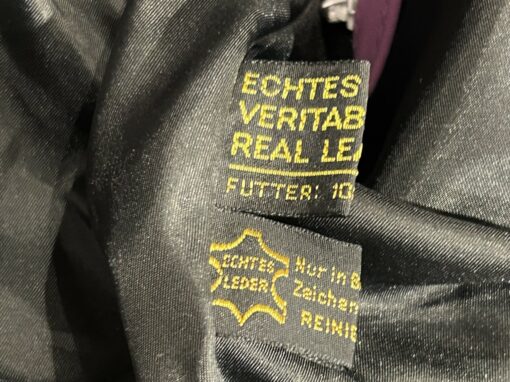 ECHTES
VERITAB
REAL LEA
FUTTER: 10
ECHTES
LEDER
Nur in
Zeichen
REINI